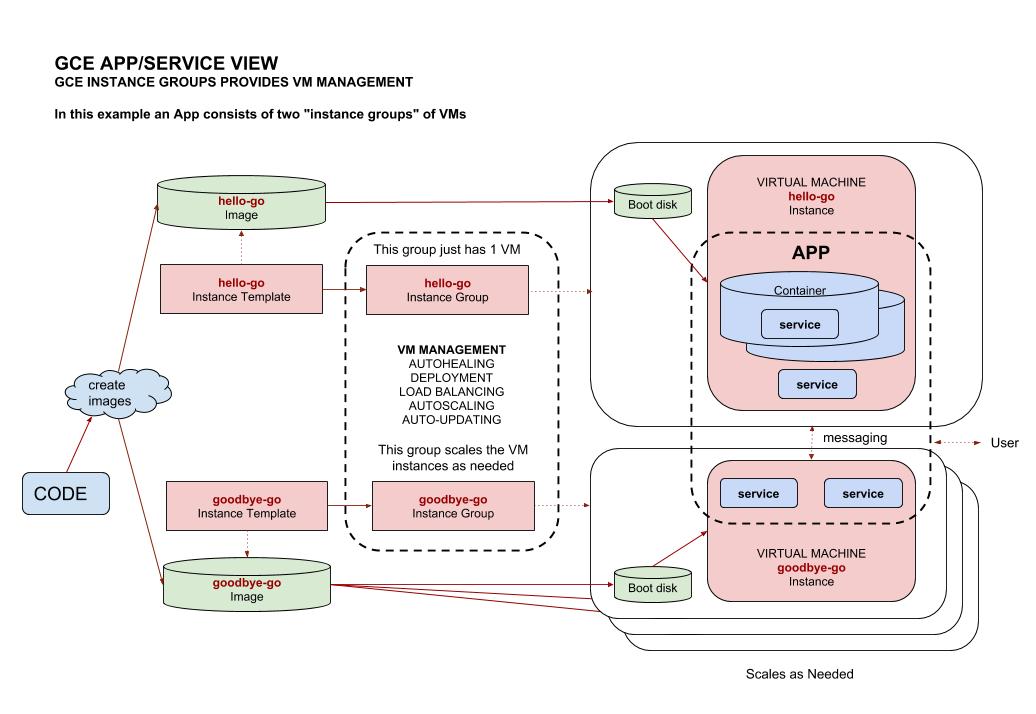 GCE APP/SERVICE VIEW
GCE INSTANCE GROUPS PROVIDES VM MANAGEMENT
In this example an App consists of two "instance groups" of VMs
hello-go
Image
hello-go
Instance Template
This group just has 1 VM
hello-go
Instance Group
VM MANAGEMENT
AUTOHEALING
DEPLOYMENT
LOAD BALANCING
AUTOSCALING
AUTO-UPDATING
This group scales the VM
instances as needed
goodbye-go
Instance Group
create
images
CODE
goodbye-go
Instance Template
goodbye-go
Image
Boot disk
VIRTUAL MACHINE
hello-go
Instance
APP
Container
service
service
messaging
User
service
service
VIRTUAL MACHINE
goodbye-go
Instance
Boot disk
Scales as Needed